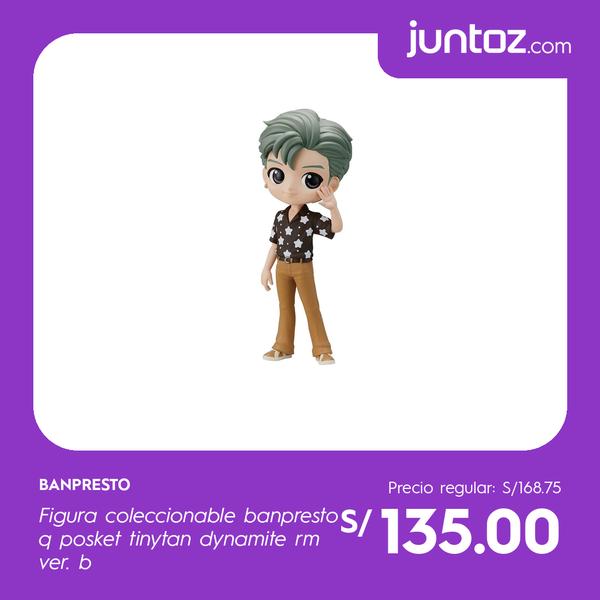 juntoz.com
BANPRESTO
Figura coleccionable banpresto
q posket tinytan dynamite rm
ver. b
Precio regular: S/168.75
S/135.00